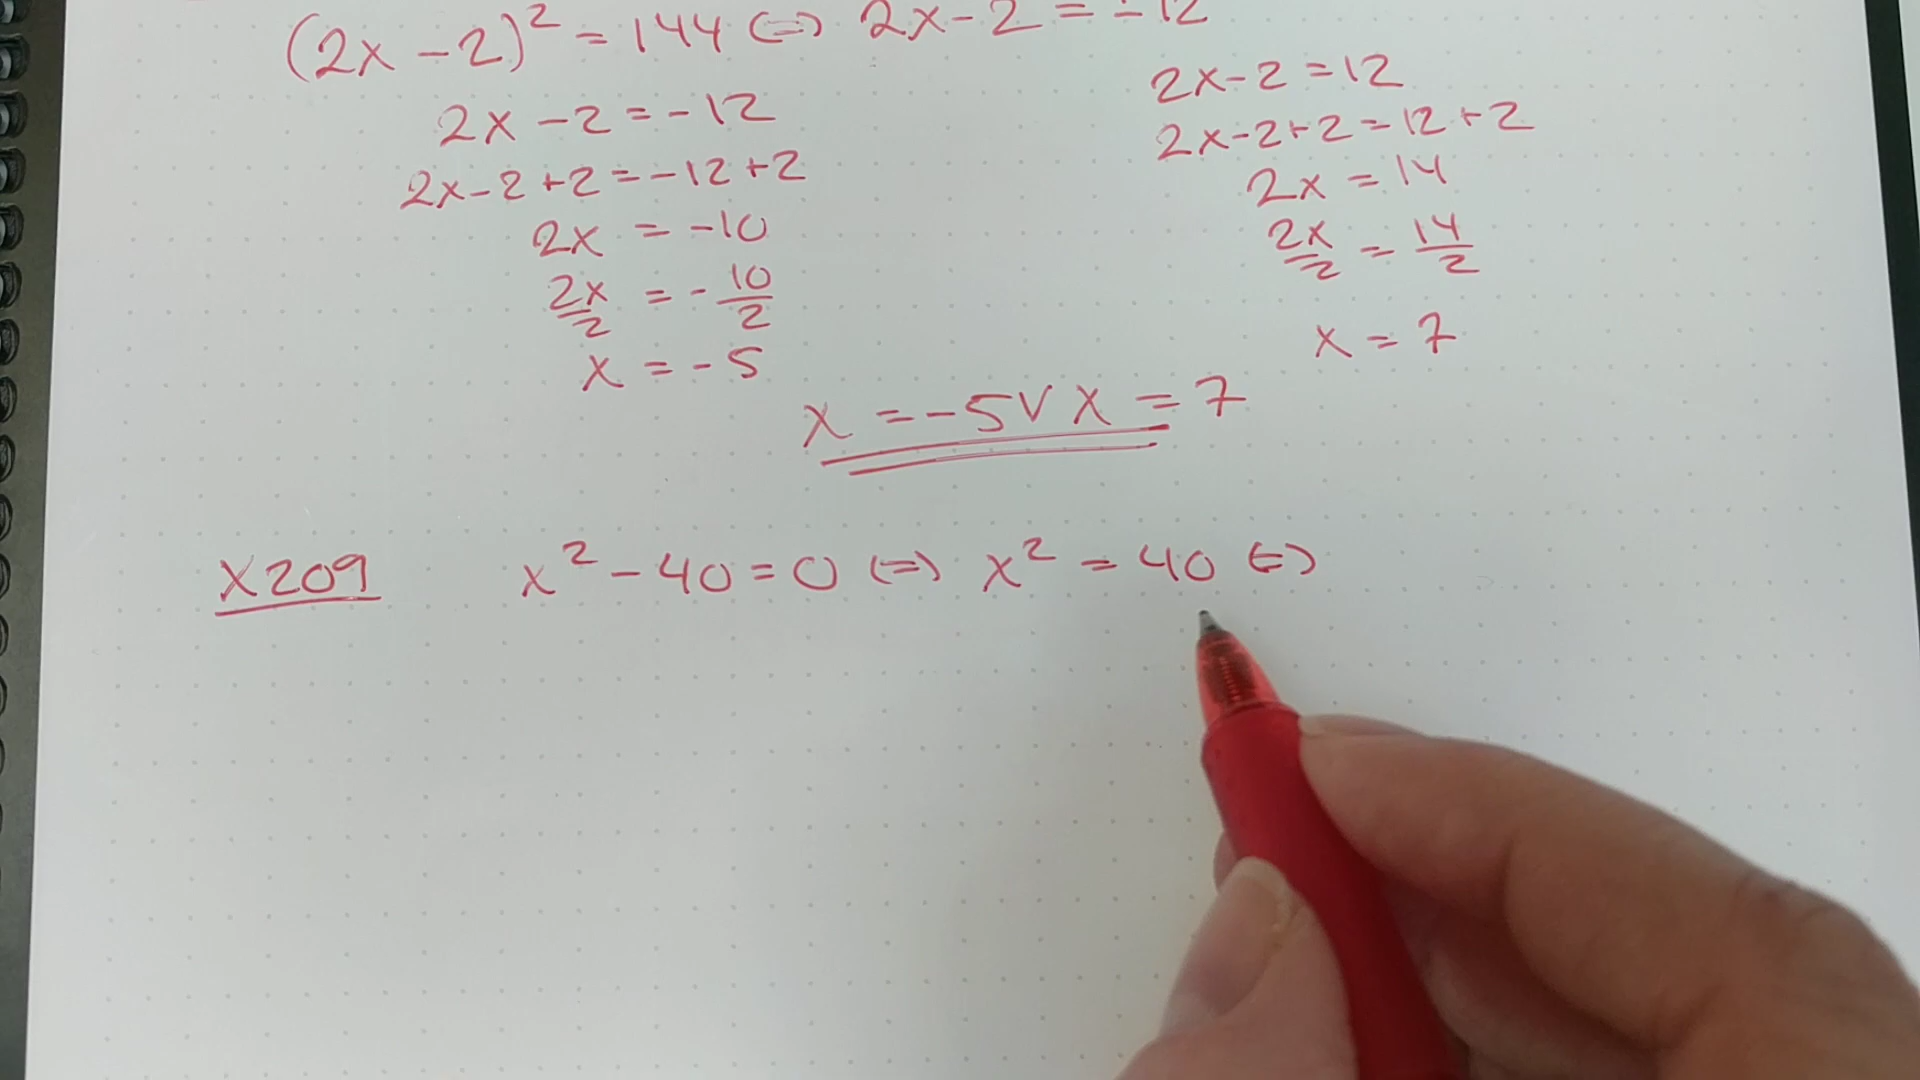 (2x - 2)² = 144 ⇔ 2x - 2 = ±12
2x - 2 = -12
2x - 2 + 2 = -12 + 2
2x = -10
2x/2 = -10/2
x = -5
2x - 2 = 12
2x - 2 + 2 = 12 + 2
2x = 14
2x/2 = 14/2
x = 7
x = -5 ∨ x = 7
X209 x² - 40 = 0 ⇔ x² = 40 ⇔